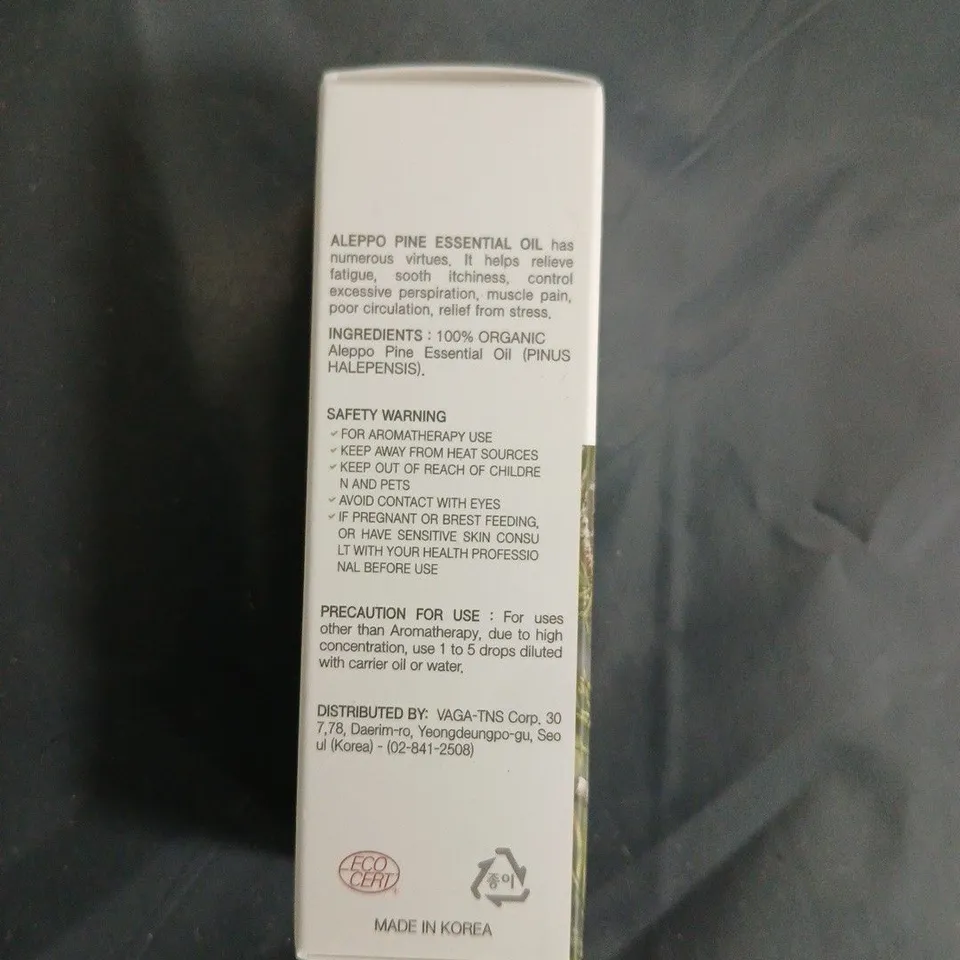 ALEPPO PINE ESSENTIAL OIL has
numerous virtues. It helps relieve
fatigue, sooth itchiness, control
excessive perspiration, muscle pain,
poor circulation, relief from stress.
INGREDIENTS : 100% ORGANIC
Aleppo Pine Essential Oil (PINUS
HALEPENSIS).
SAFETY WARNING
✓FOR AROMATHERAPY USE
✓KEEP AWAY FROM HEAT SOURCES
✓KEEP OUT OF REACH OF CHILDRE
N AND PETS
✓AVOID CONTACT WITH EYES
✓IF PREGNANT OR BREST FEEDING,
OR HAVE SENSITIVE SKIN CONSU
LT WITH YOUR HEALTH PROFESSIO
NAL BEFORE USE
PRECAUTION FOR USE : For uses
other than Aromatherapy, due to high
concentration, use 1 to 5 drops diluted
with carrier oil or water.
DISTRIBUTED BY: VAGA-TNS Corp. 30
7,78, Daerim-ro, Yeongdeungpo-gu, Seo
ul (Korea) - (02-841-2508)
ECO
CERT
종이
MADE IN KOREA